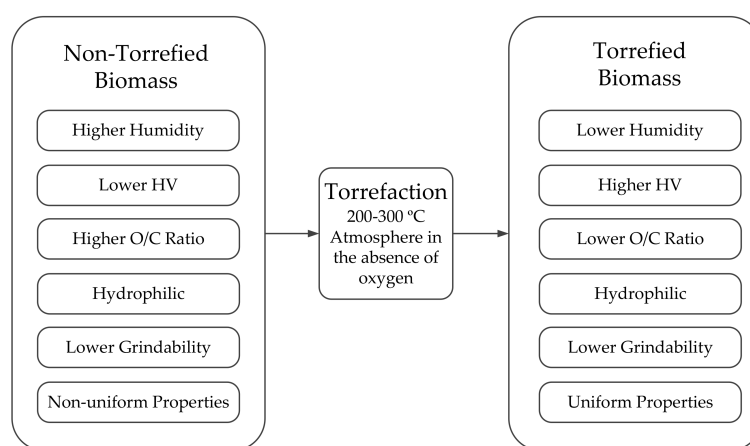 Non-Torrefied
Biomass
Higher Humidity
Lower HV
Higher O/C Ratio
Hydrophilic
Lower Grindability
Non-uniform Properties
Torrefaction
200-300 ºC
Atmosphere in
the absence of
oxygen
Torrefied
Biomass
Lower Humidity
Higher HV
Lower O/C Ratio
Hydrophilic
Lower Grindability
Uniform Properties